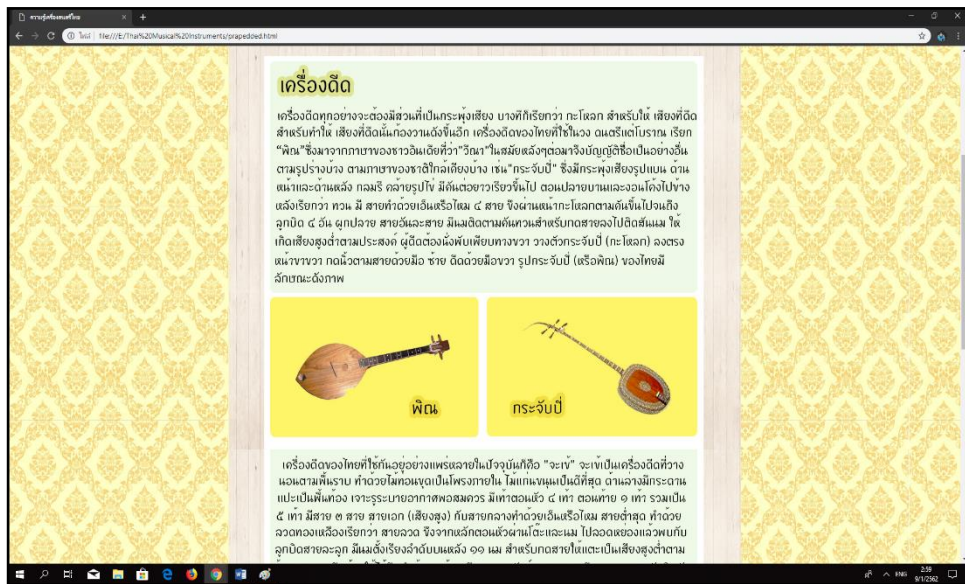 ความรู้เครื่องดนตรีไทย
ไฟล์ | file:///E:/Thai%20Musical%20Instruments/prapedded.html
เครื่องดีด
เครื่องดีดทุกอย่างจะต้องมีส่วนที่เป็นกระพุ้งเสียง บางทีก็เรียกว่า กะโหลก สำหรับให้ เสียงที่ดีด
สำหรับทำให้ เสียงที่ดีดนั้นก้องวานดังขึ้นอีก เครื่องดีดของไทยที่ใช้ในวง ดนตรีแต่โบราณ เรียก
"พิณ"ซึ่งมาจากภาษาของชาวอินเดียที่ว่า"วีณา"ในสมัยหลังๆต่อมาจึงบัญญัติชื่อเป็นอย่างอื่น
ตามรูปร่างบ้าง ตามภาษาของชาติใกล้เคียงบ้าง เช่น"กระจับปี่" ซึ่งมีกระพุ้งเสียงรูปแบน ด้าน
หน้าและด้านหลัง กลมรี คล้ายรูปไข่ มีคันต่อยาวเรียวขึ้นไป ตอนปลายบานและงอนโค้งไปข้าง
หลังเรียกว่า ทวน มี สายทำด้วยเอ็นหรือไหม ๔ สาย ขึงผ่านหน้ากะโหลกตามคันขึ้นไปจนถึง
ลูกบิด ๔ อัน ผูกปลาย สายอันละสาย มีนมติดตามคันทวนสำหรับกดสายลงไปติดสันนม ให้
เกิดเสียงสูงต่ำตามประสงค์ ผู้ดีดต้องนั่งพับเพียบทางขวา วางตัวกระจับปี่ (กะโหลก) ลงตรง
หน้าขาขวา กดนิ้วตามสายด้วยมือ ซ้าย ดีดด้วยมือขวา รูปกระจับปี่ (หรือพิณ) ของไทยมี
ลักษณะดังภาพ
พิณ
กระจับปี่
เครื่องดีดของไทยที่ใช้กันอยู่อย่างแพร่หลายในปัจจุบันก็คือ "จะเข้" จะเข้เป็นเครื่องดีดที่วาง
นอนตามพื้นราบ ทำด้วยไม้ท่อนขุดเป็นโพรงภายใน ไม้แก่นขนุนเป็นดีที่สุด ด้านล่างมีกระดาน
แปะเป็นพื้นท้อง เจาะรูระบายอากาศพอสมควร มีเท้าตอนหัว ๔ เท้า ตอนท้าย ๑ เท้า รวมเป็น
๕ เท้า มีสาย ๓ สาย สายเอก (เสียงสูง) กับสายกลางทำด้วยเอ็นหรือไหม สายต่ำสุด ทำด้วย
ลวดทองเหลืองเรียกว่า สายลวด ขึงจากหลักตอนหัวผ่านโต๊ะและนม ไปลอดหย่องแล้วพบกับ
ลูกบิดสายละลูก มีนมตั้งเรียงลำดับบนหลัง ๑๑ นม สำหรับกดสายให้แตะเป็นเสียงสูงต่ำตาม
ENG
2:59
9/1/2562